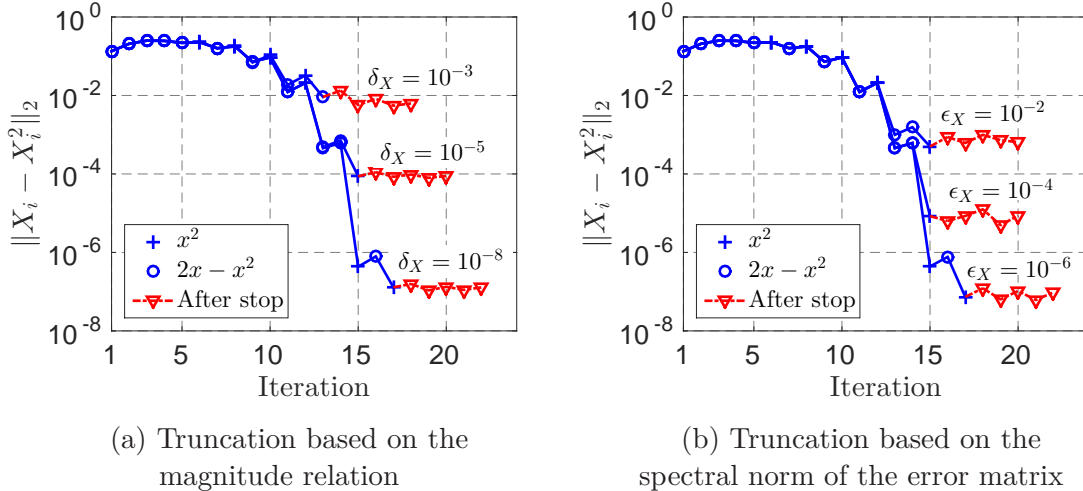 10^0
10^-2
10^-4
10^-6
10^-8
‖X_i − X_i^2‖_2
δ_X = 10^-3
δ_X = 10^-5
δ_X = 10^-8
x^2
2x − x^2
After stop
1 5 10 15 20
Iteration
(a) Truncation based on the
magnitude relation
10^0
10^-2
10^-4
10^-6
10^-8
‖X_i − X_i^2‖_2
ϵ_X = 10^-2
ϵ_X = 10^-4
ϵ_X = 10^-6
x^2
2x − x^2
After stop
1 5 10 15 20
Iteration
(b) Truncation based on the
spectral norm of the error matrix